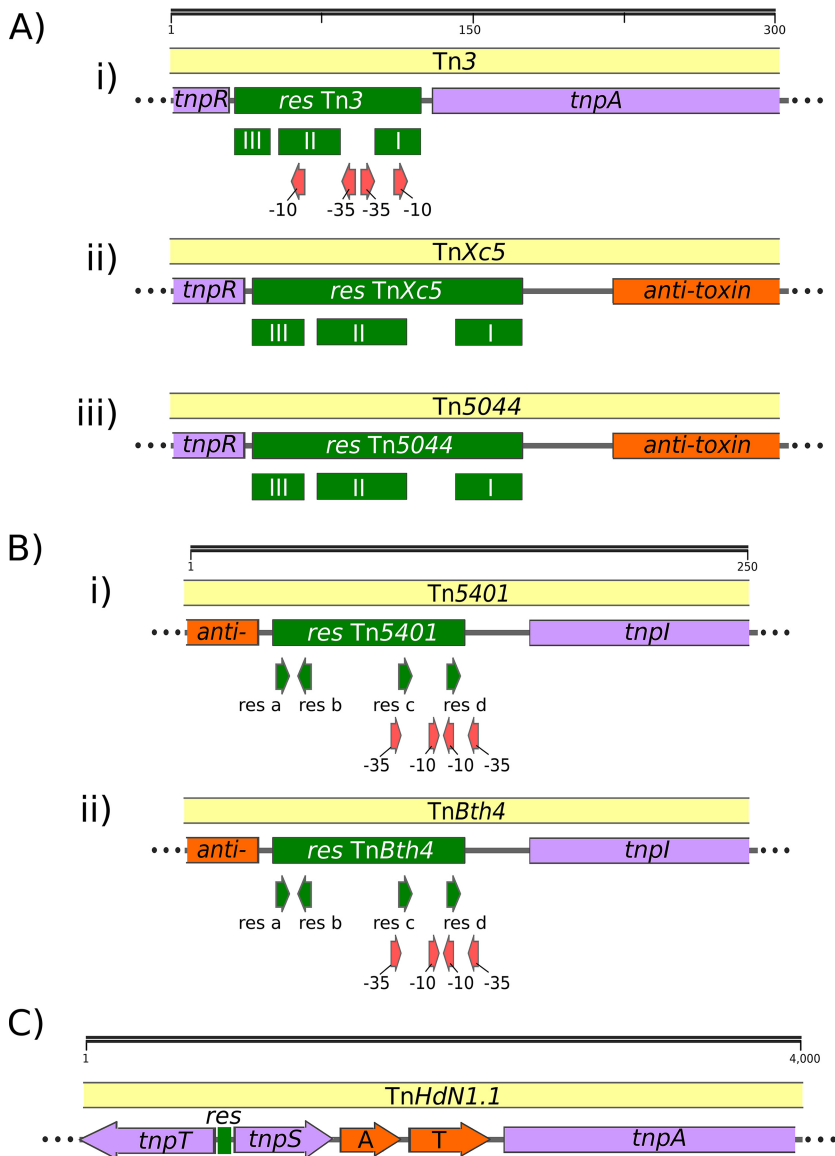 A)
1 150 300
Tn3
i)
tnpR res Tn3 tnpA
III II I
-10 -35 -35 -10
TnXc5
ii)
tnpR res TnXc5 anti-toxin
III II I
Tn5044
iii)
tnpR res Tn5044 anti-toxin
III II I
B)
1 250
i)
Tn5401
anti- res Tn5401 tnpI
res a res b res c res d
-35 -10 -10 -35
ii)
TnBth4
anti- res TnBth4 tnpI
res a res b res c res d
-35 -10 -10 -35
C)
1 4,000
TnHdN1.1
res
tnpT tnpS A T tnpA